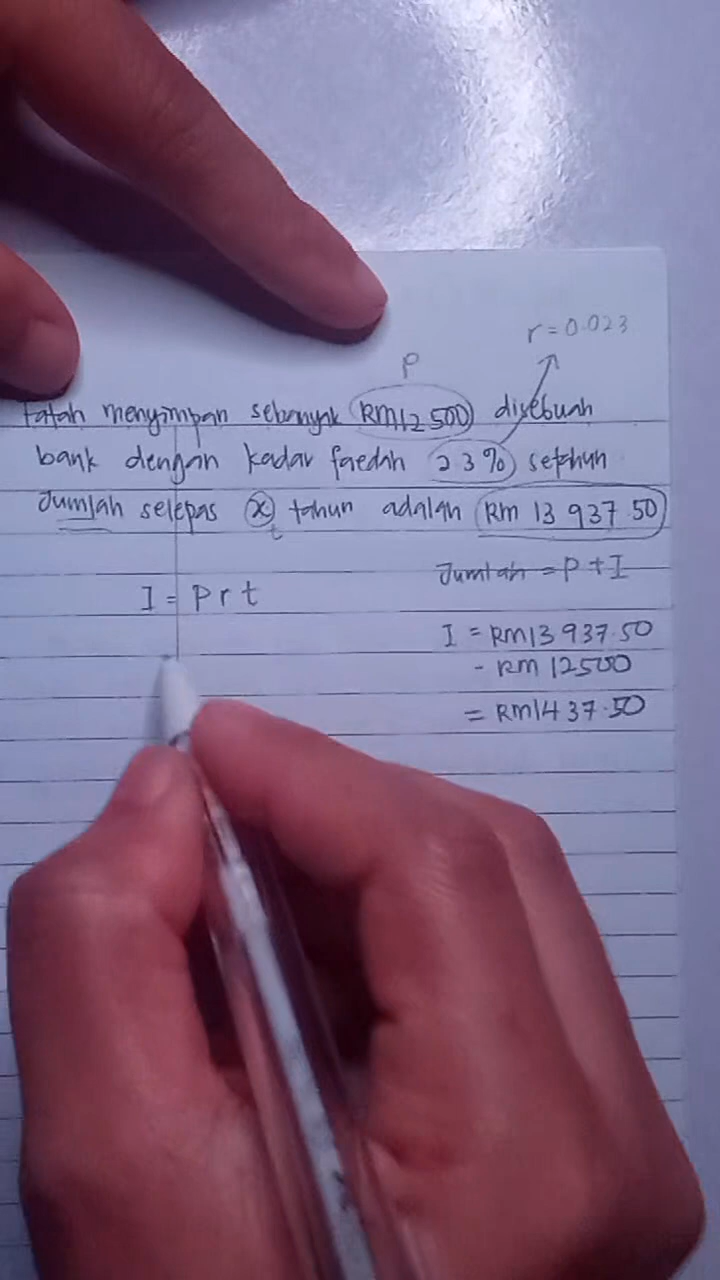 r = 0.023
P
Fatah menyimpan sebanyak RM12 500 disebuah
bank dengan kadar faedah 2.3% setahun
Jumlah selepas x tahun adalah RM 13 937.50
t
Jumlah = P + I
I = P r t
I = RM13 937.50
- RM 12500
= RM1437.50